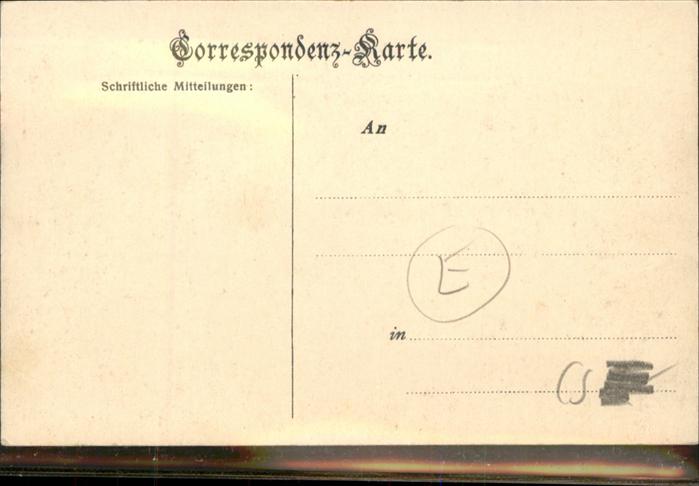 Correspondenz-Karte.
Schriftliche Mitteilungen:
An
E
in